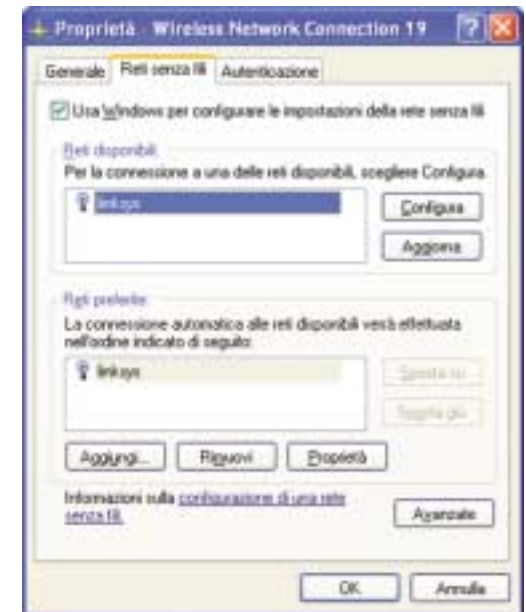 Proprietà - Wireless Network Connection 19
Generale
Reti senza fili
Autenticazione
Usa Windows per configurare le impostazioni della rete senza fili
Reti disponibili
Per la connessione a una delle reti disponibili, scegliere Configura.
linksys
Configura
Aggiorna
Reti preferite
La connessione automatica alle reti disponibili verrà effettuata
nell'ordine indicato di seguito:
linksys
Sposta su
Sposta giù
Aggiungi...
Rimuovi
Proprietà
Informazioni sulla configurazione di una rete
senza fili.
Avanzate
OK
Annulla